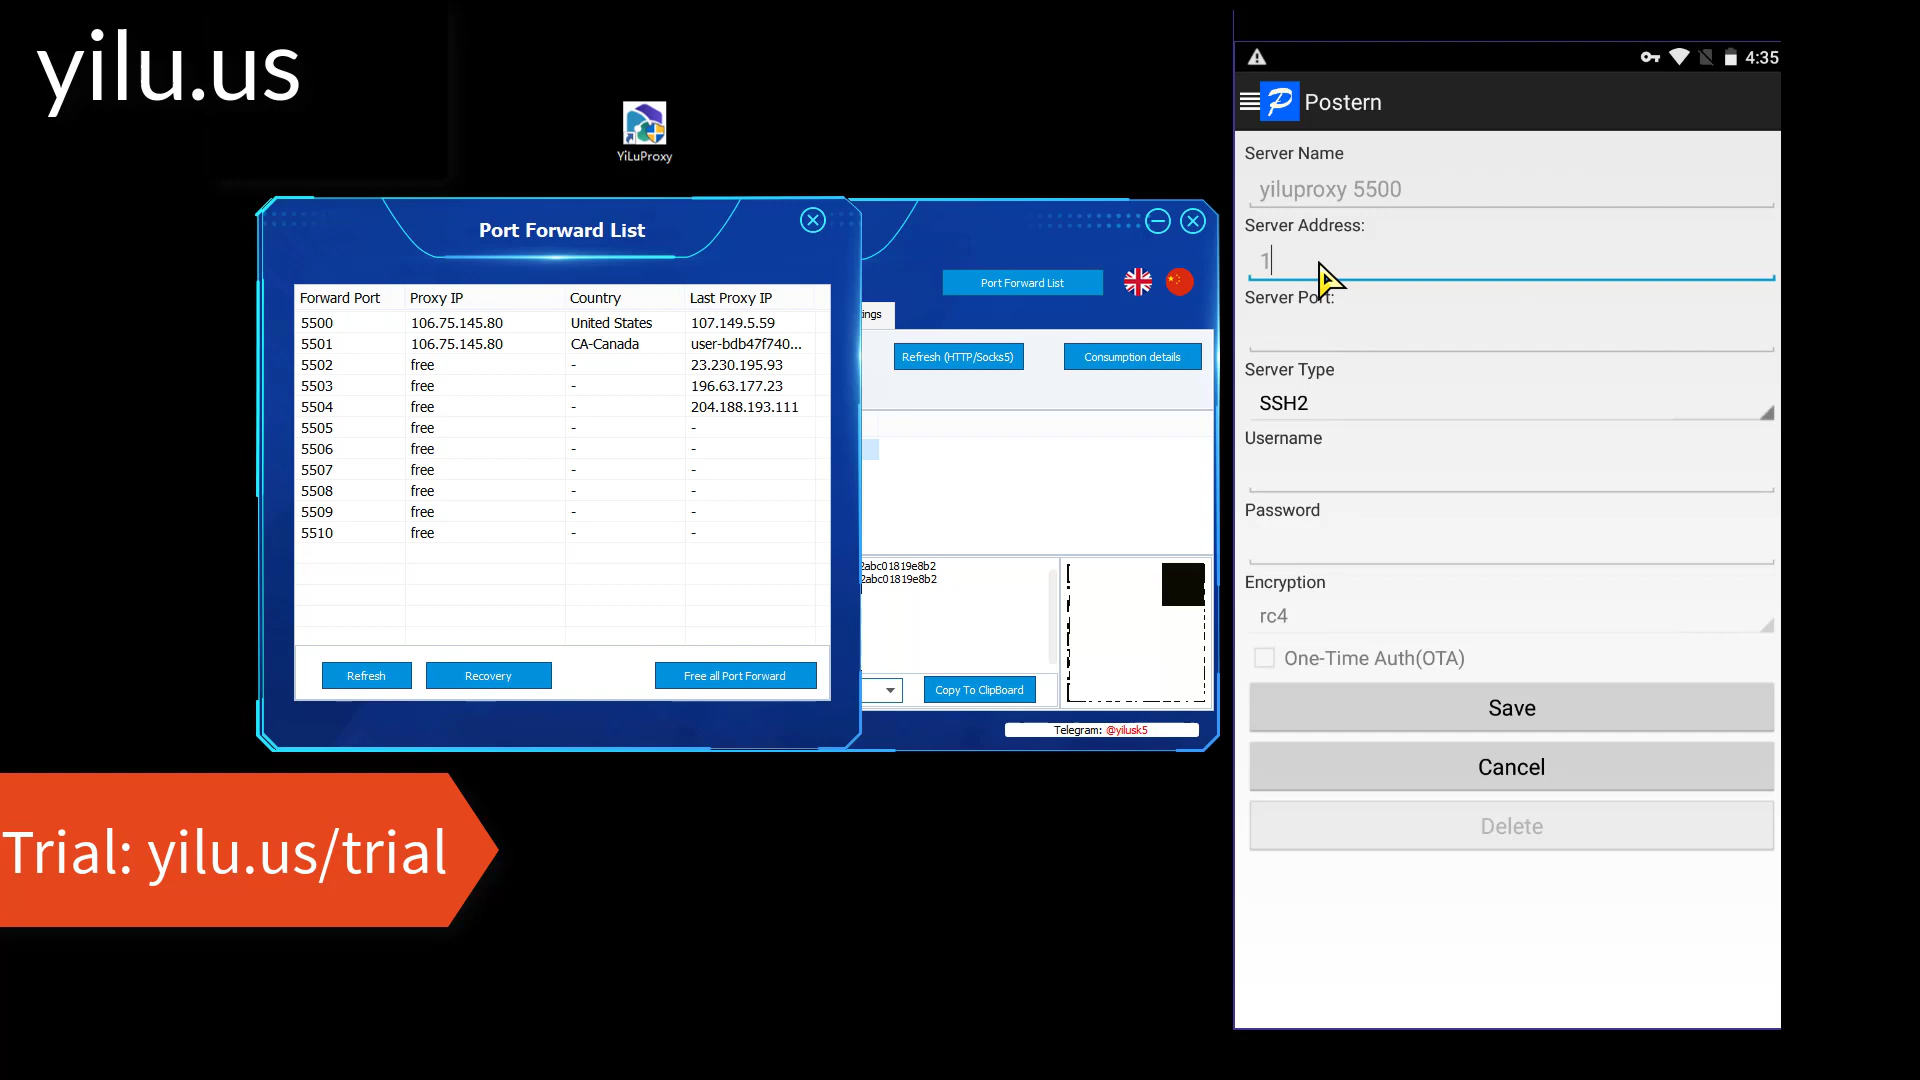 yilu.us
YiLuProxy
Port Forward List
Forward Port Proxy IP Country Last Proxy IP
5500 106.75.145.80 United States 107.149.5.59
5501 106.75.145.80 CA-Canada user-bdb47f740...
5502 free - 23.230.195.93
5503 free - 196.63.177.23
5504 free - 204.188.193.111
5505 free - -
5506 free - -
5507 free - -
5508 free - -
5509 free - -
5510 free - -
Refresh Recovery Free all Port Forward
Port Forward List
ings
Refresh (HTTP/Socks5) Consumption details
2abc01819e8b2
2abc01819e8b2
Copy To ClipBoard
Telegram: @yilusk5
Trial: yilu.us/trial
4:35
Postern
Server Name
yiluproxy 5500
Server Address:
1
Server Port:
Server Type
SSH2
Username
Password
Encryption
rc4
One-Time Auth(OTA)
Save
Cancel
Delete